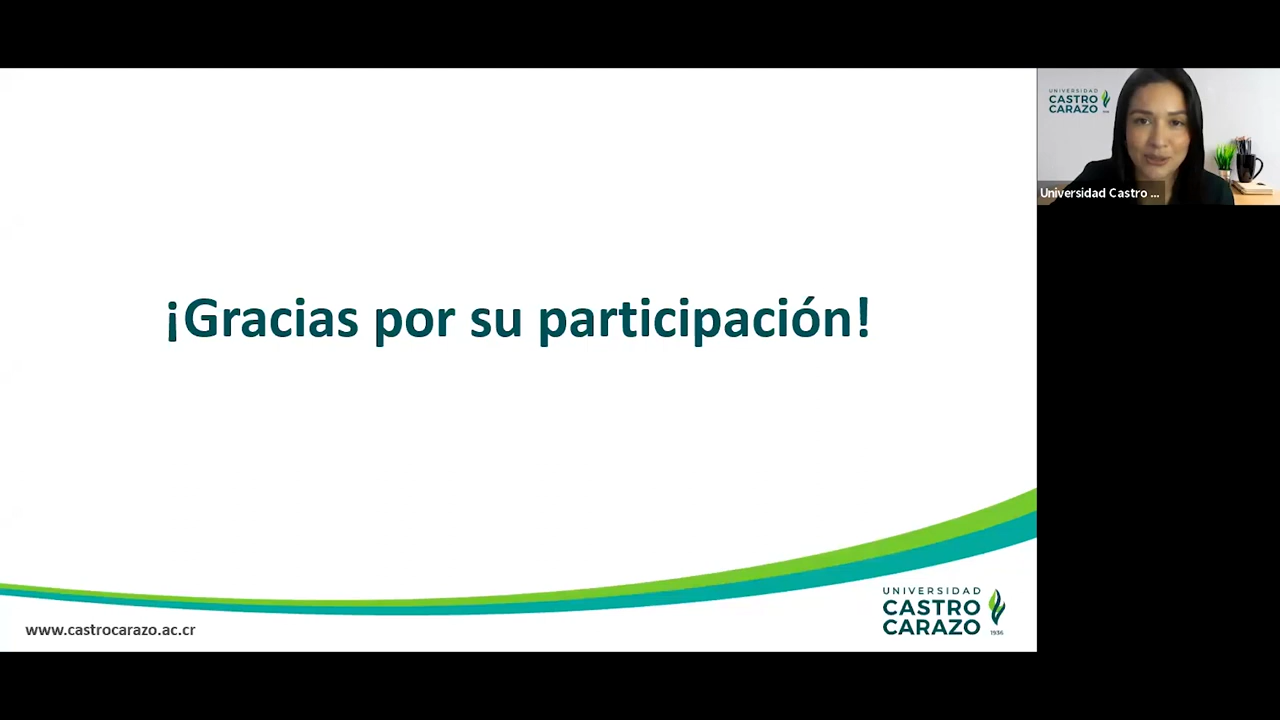 ¡Gracias por su participación!
www.castrocarazo.ac.cr
UNIVERSIDAD
CASTRO
CARAZO
1936
UNIVERSIDAD
CASTRO
CARAZO
Universidad Castro ...